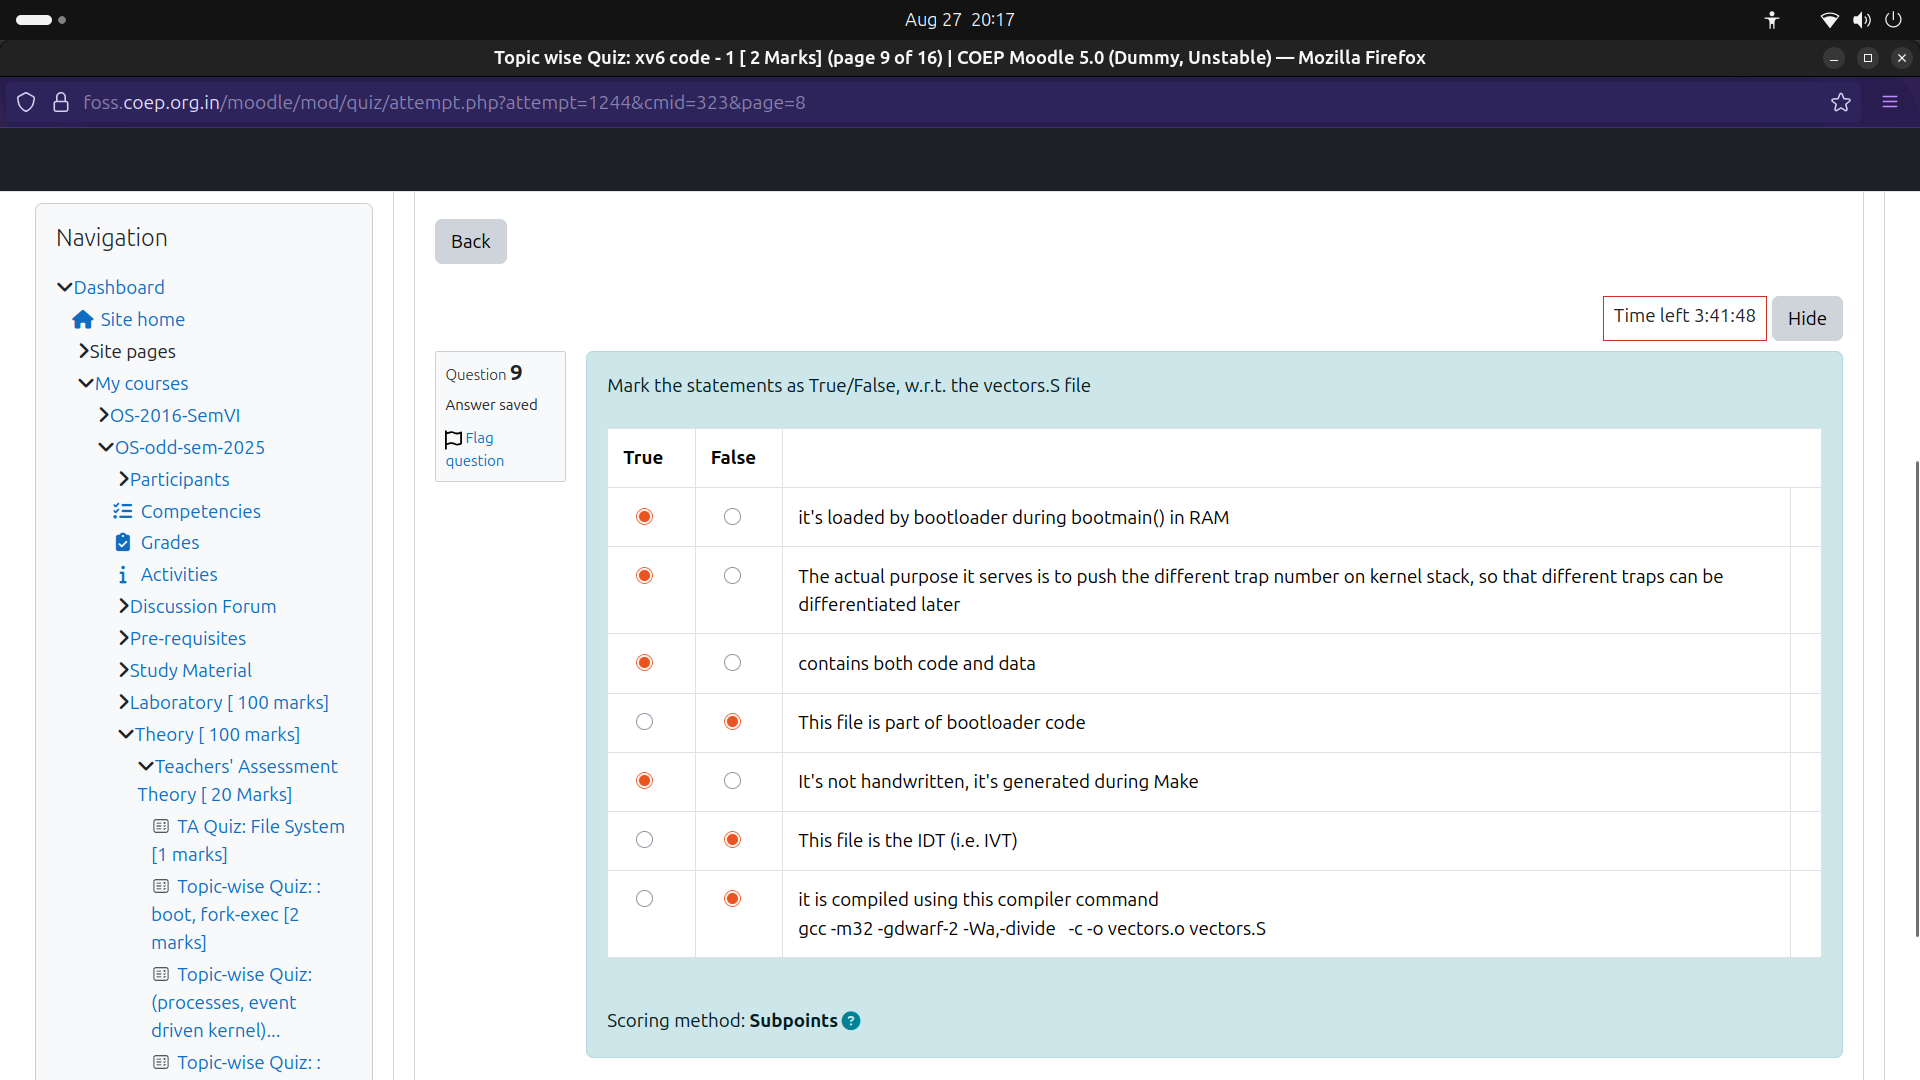 Aug 27 20:17
Topic wise Quiz: xv6 code - 1 [ 2 Marks] (page 9 of 16) | COEP Moodle 5.0 (Dummy, Unstable) — Mozilla Firefox
foss.coep.org.in/moodle/mod/quiz/attempt.php?attempt=1244&cmid=323&page=8
Navigation
Dashboard
Site home
Site pages
My courses
OS-2016-SemVI
OS-odd-sem-2025
Participants
Competencies
Grades
Activities
Discussion Forum
Pre-requisites
Study Material
Laboratory [ 100 marks]
Theory [ 100 marks]
Teachers' Assessment
Theory [ 20 Marks]
TA Quiz: File System
[1 marks]
Topic-wise Quiz: :
boot, fork-exec [2
marks]
Topic-wise Quiz:
(processes, event
driven kernel)...
Topic-wise Quiz: :
Back
Time left 3:41:48
Hide
Question 9
Answer saved
Flag
question
Mark the statements as True/False, w.r.t. the vectors.S file
True False
it's loaded by bootloader during bootmain() in RAM
The actual purpose it serves is to push the different trap number on kernel stack, so that different traps can be
differentiated later
contains both code and data
This file is part of bootloader code
It's not handwritten, it's generated during Make
This file is the IDT (i.e. IVT)
it is compiled using this compiler command
gcc -m32 -gdwarf-2 -Wa,-divide -c -o vectors.o vectors.S
Scoring method: Subpoints ?